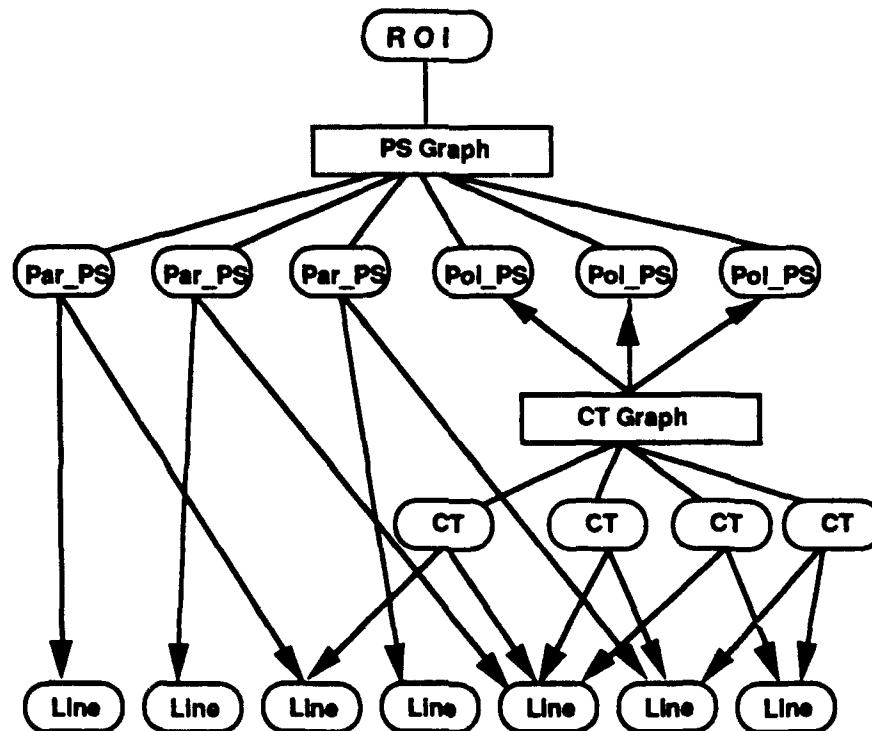 ROI
PS Graph
Par_PS Par_PS Par_PS Pol_PS Pol_PS Pol_PS
CT Graph
CT CT CT CT
Line Line Line Line Line Line Line